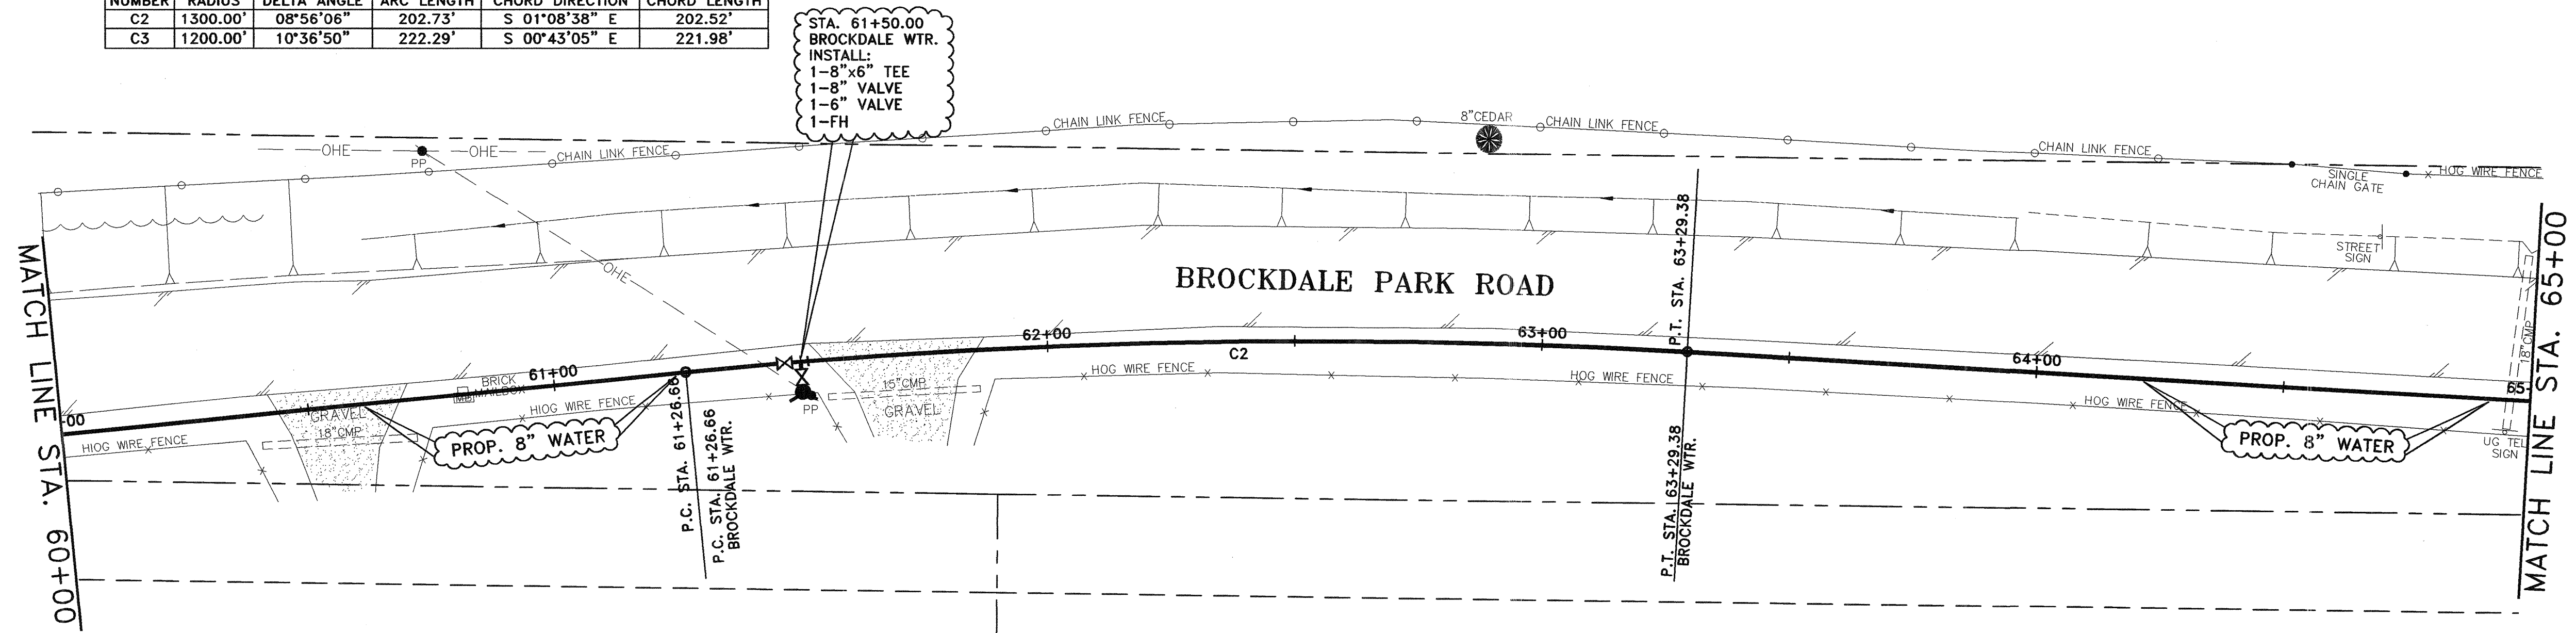 NUMBER RADIUS DELTA ANGLE ARC LENGTH CHORD DIRECTION CHORD LENGTH
C2 1300.00' 08°56'06" 202.73' S 01°08'38" E 202.52'
C3 1200.00' 10°36'50" 222.29' S 00°43'05" E 221.98'
STA. 61+50.00
BROCKDALE WTR.
INSTALL:
1-8"x6" TEE
1-8" VALVE
1-6" VALVE
1-FH
OHE
OHE
PP
CHAIN LINK FENCE
CHAIN LINK FENCE
8"CEDAR
CHAIN LINK FENCE
CHAIN LINK FENCE
SINGLE
CHAIN GATE
HOG WIRE FENCE
OHE
BROCKDALE PARK ROAD
STREET
SIGN
MATCH LINE STA. 60+00
-00
HIOG WIRE FENCE
GRAVEL
18"CMP
BRICK
MAILBOX
MB
61+00
HIOG WIRE FENCE
PROP. 8" WATER
P.C. STA. 61+26.66
P.C. STA. 61+26.66
BROCKDALE WTR.
PP
15"CMP
GRAVEL
62+00
C2
HOG WIRE FENCE
63+00
HOG WIRE FENCE
P.T. STA. 63+29.38
P.T. STA. 63+29.38
BROCKDALE WTR.
64+00
HOG WIRE FENCE
PROP. 8" WATER
18"CMP
65-
UG TEL
SIGN
MATCH LINE STA. 65+00